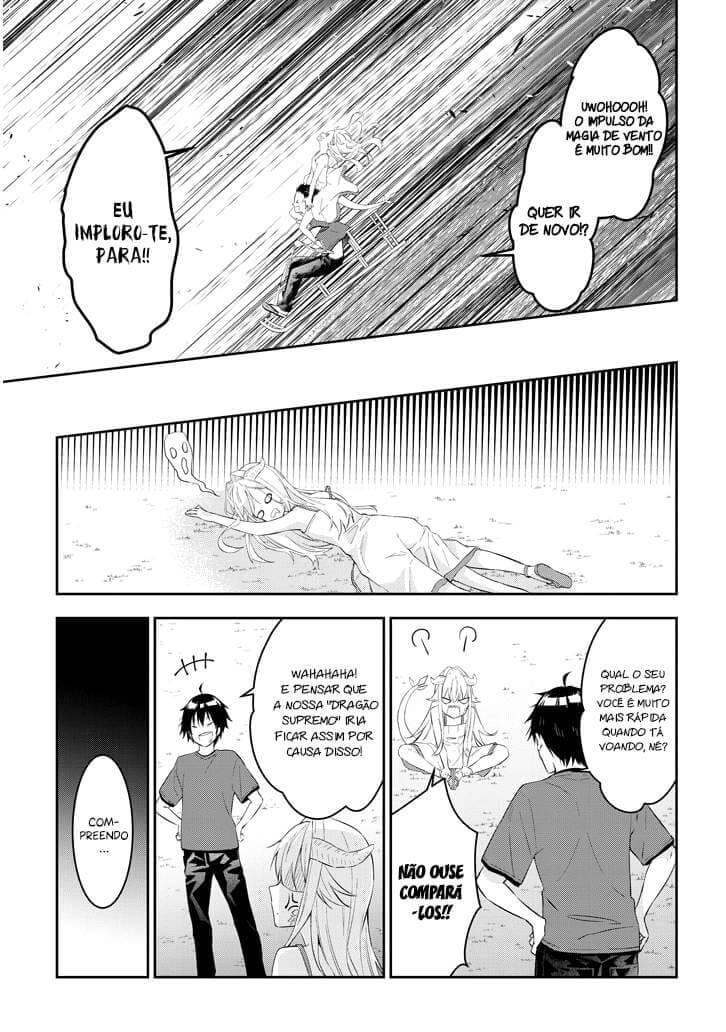 UWOHOOOH!
O IMPULSO DA
MAGIA DE VENTO
É MUITO BOM!!
QUER IR
DE NOVO!?
EU
IMPLORO-TE,
PARA!!
QUAL O SEU
PROBLEMA?
VOCÊ É MUITO
MAIS RÁPIDA
QUANDO TÁ
VOANDO, NÉ?
NÃO OUSE
COMPARÁ
-LOS!!
WAHAHAHA!
E PENSAR QUE
A NOSSA "DRAGÃO
SUPREMO" IRIA
FICAR ASSIM POR
CAUSA DISSO!
COM-
PREENDO
...